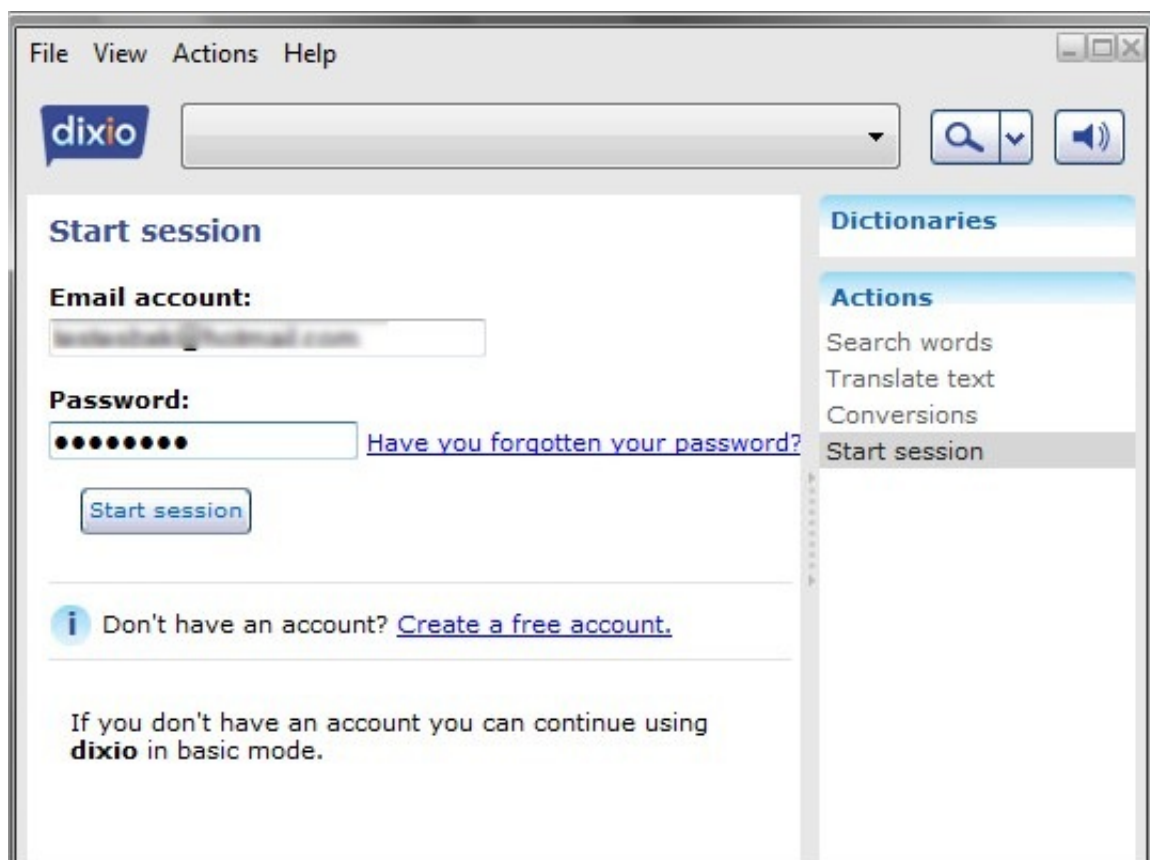 File View Actions Help
dixio
Start session
Email account:
@hotmail.com
Password:
●●●●●●●●
Have you forgotten your password?
Start session
i Don't have an account? Create a free account.
If you don't have an account you can continue using
dixio in basic mode.
Dictionaries
Actions
Search words
Translate text
Conversions
Start session